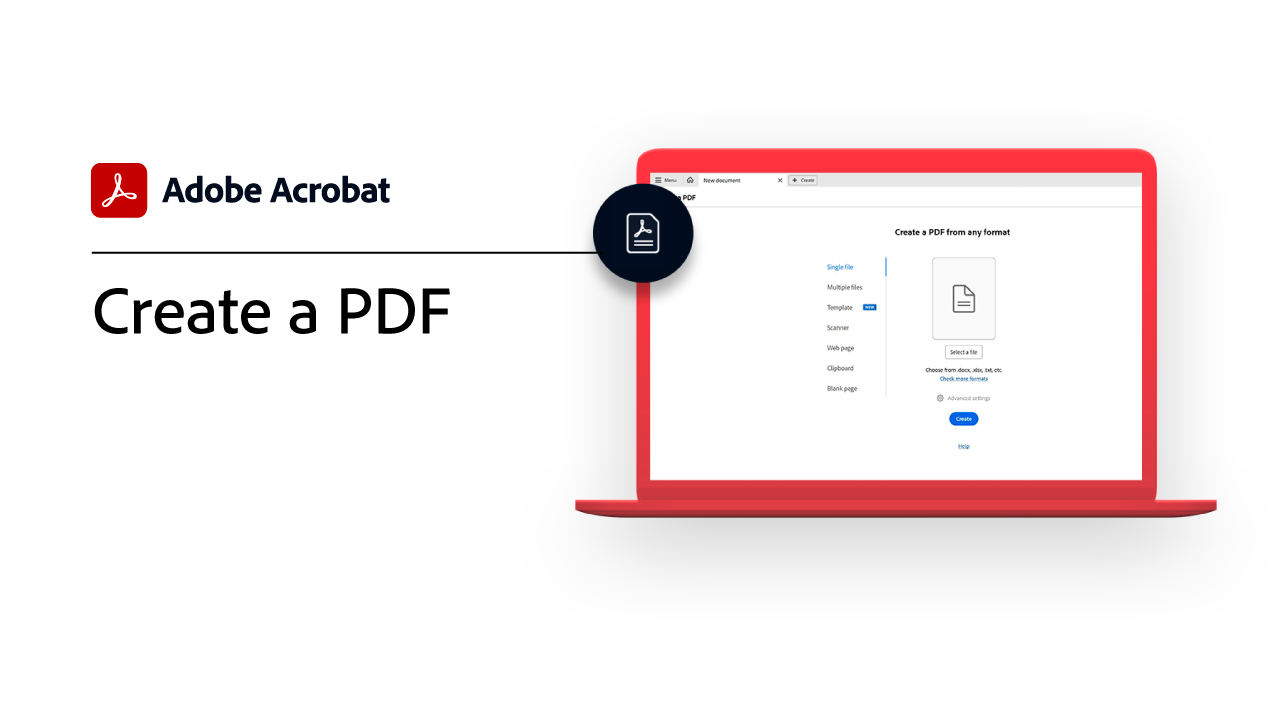 Adobe Acrobat
Create a PDF
Menu
New document
Create
PDF
Create a PDF from any format
Single file
Multiple files
Template NEW
Scanner
Web page
Clipboard
Blank page
Select a file
Choose from .docx, .xlsx, .txt, etc.
Check more formats
Advanced settings
Create
Help